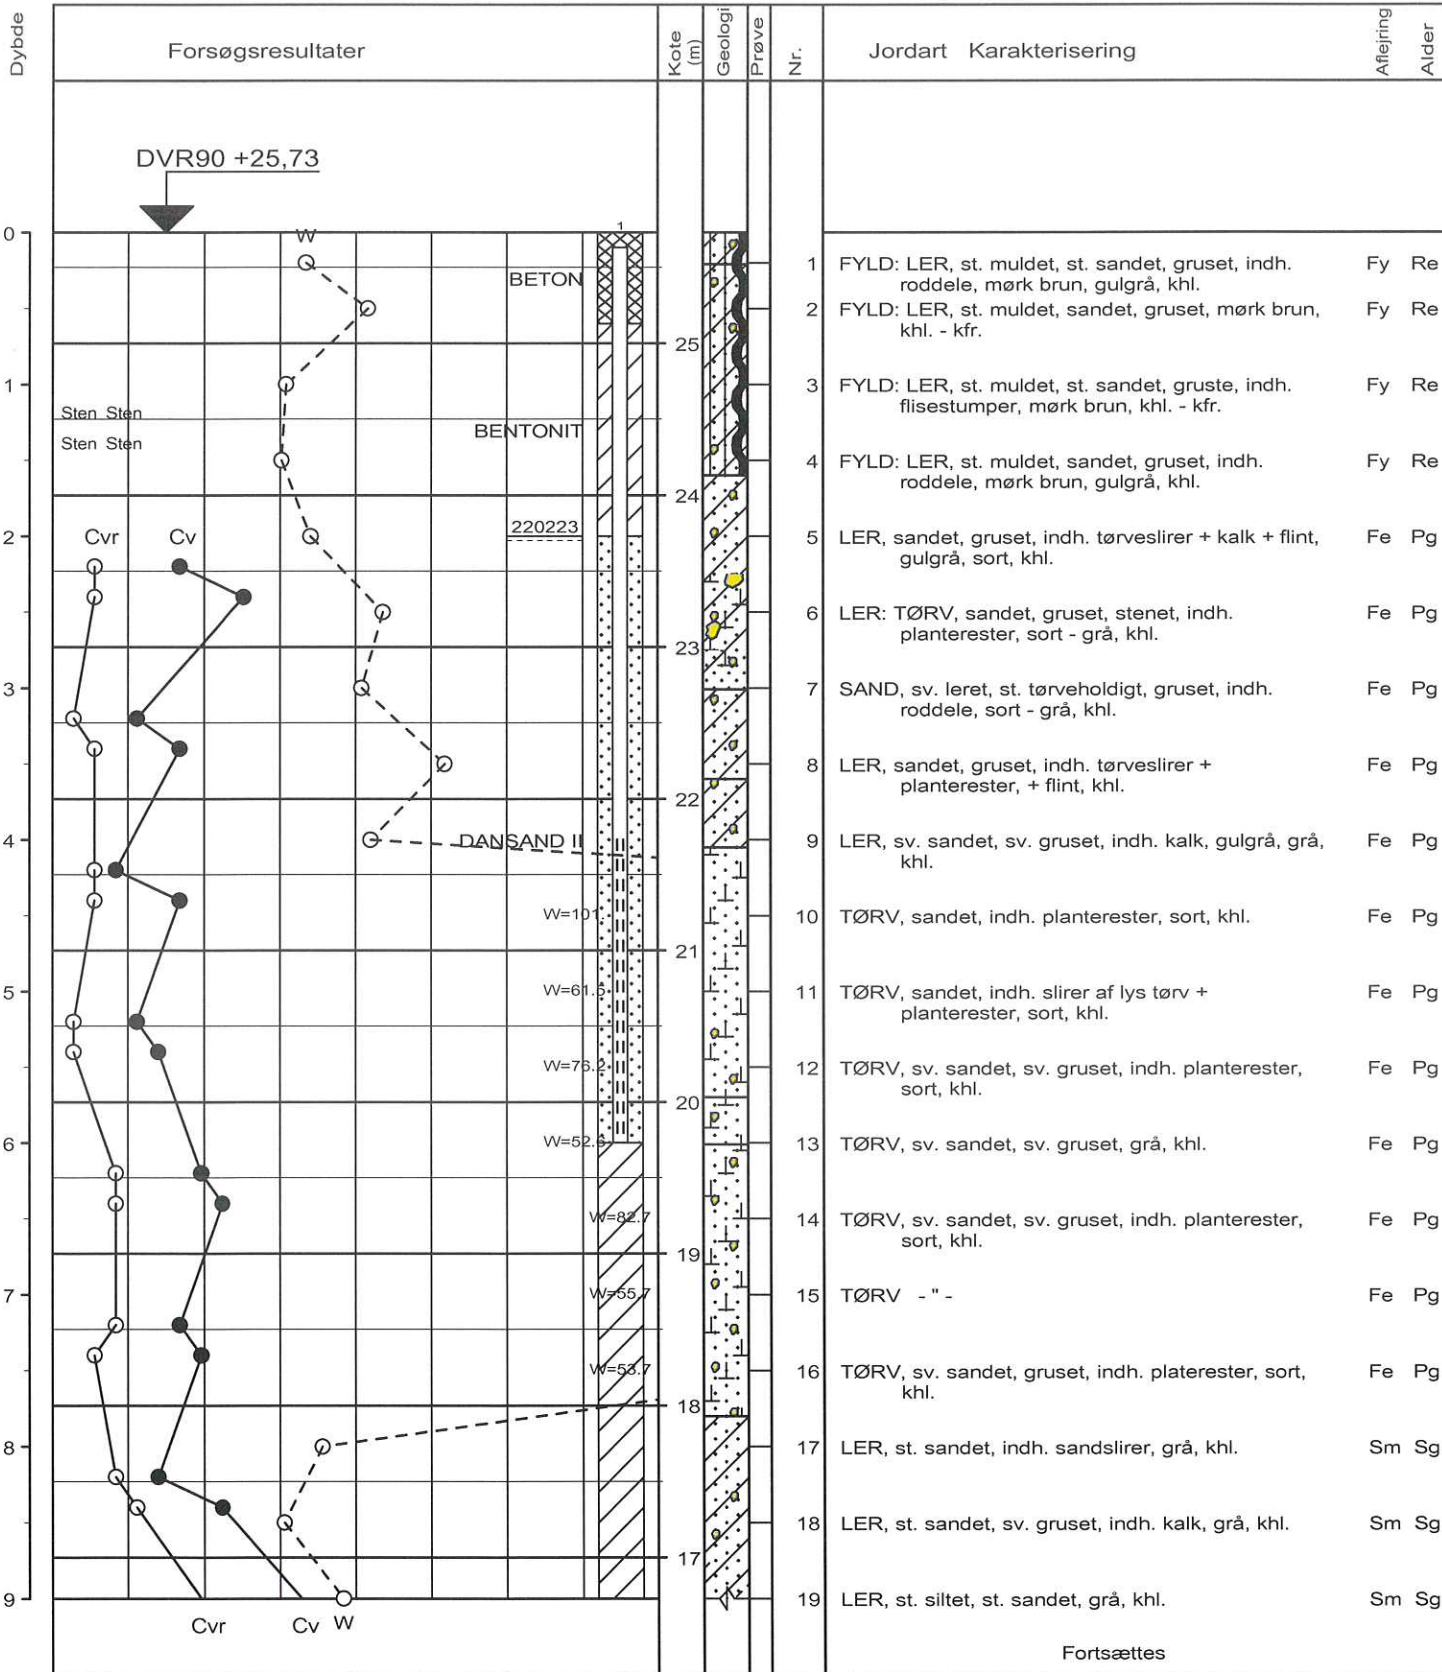 Dybde
Forsøgsresultater
Kote (m)
Geologi
Prøve
Nr.
Jordart Karakterisering
Aflejring
Alder
DVR90 +25,73
0
W
1
BETON
1 FYLD: LER, st. muldet, st. sandet, gruset, indh. Fy Re
roddele, mørk brun, gulgrå, khl.
2 FYLD: LER, st. muldet, sandet, gruset, mørk brun, Fy Re
khl. - kfr.
25
1
3 FYLD: LER, st. muldet, st. sandet, gruste, indh. Fy Re
flisestumper, mørk brun, khl. - kfr.
Sten Sten
Sten Sten
BENTONIT
4 FYLD: LER, st. muldet, sandet, gruset, indh. Fy Re
roddele, mørk brun, gulgrå, khl.
24
2
Cvr
Cv
220223
5 LER, sandet, gruset, indh. tørveslirer + kalk + flint, Fe Pg
gulgrå, sort, khl.
6 LER: TØRV, sandet, gruset, stenet, indh. Fe Pg
planterester, sort - grå, khl.
23
3
7 SAND, sv. leret, st. tørveholdigt, gruset, indh. Fe Pg
roddele, sort - grå, khl.
8 LER, sandet, gruset, indh. tørveslirer + Fe Pg
planterester, + flint, khl.
22
4
DANSAND II
9 LER, sv. sandet, sv. gruset, indh. kalk, gulgrå, grå, Fe Pg
khl.
W=101
10 TØRV, sandet, indh. planterester, sort, khl. Fe Pg
21
5
W=61.5
11 TØRV, sandet, indh. slirer af lys tørv + Fe Pg
planterester, sort, khl.
W=76.2
12 TØRV, sv. sandet, sv. gruset, indh. planterester, Fe Pg
sort, khl.
20
6
W=52.6
13 TØRV, sv. sandet, sv. gruset, grå, khl. Fe Pg
W=82.7
14 TØRV, sv. sandet, sv. gruset, indh. planterester, Fe Pg
sort, khl.
19
7
W=55.7
15 TØRV - " - Fe Pg
W=53.7
16 TØRV, sv. sandet, gruset, indh. platerester, sort, Fe Pg
khl.
18
8
17 LER, st. sandet, indh. sandslirer, grå, khl. Sm Sg
18 LER, st. sandet, sv. gruset, indh. kalk, grå, khl. Sm Sg
17
9
19 LER, st. siltet, st. sandet, grå, khl. Sm Sg
Cvr
Cv
W
Fortsættes